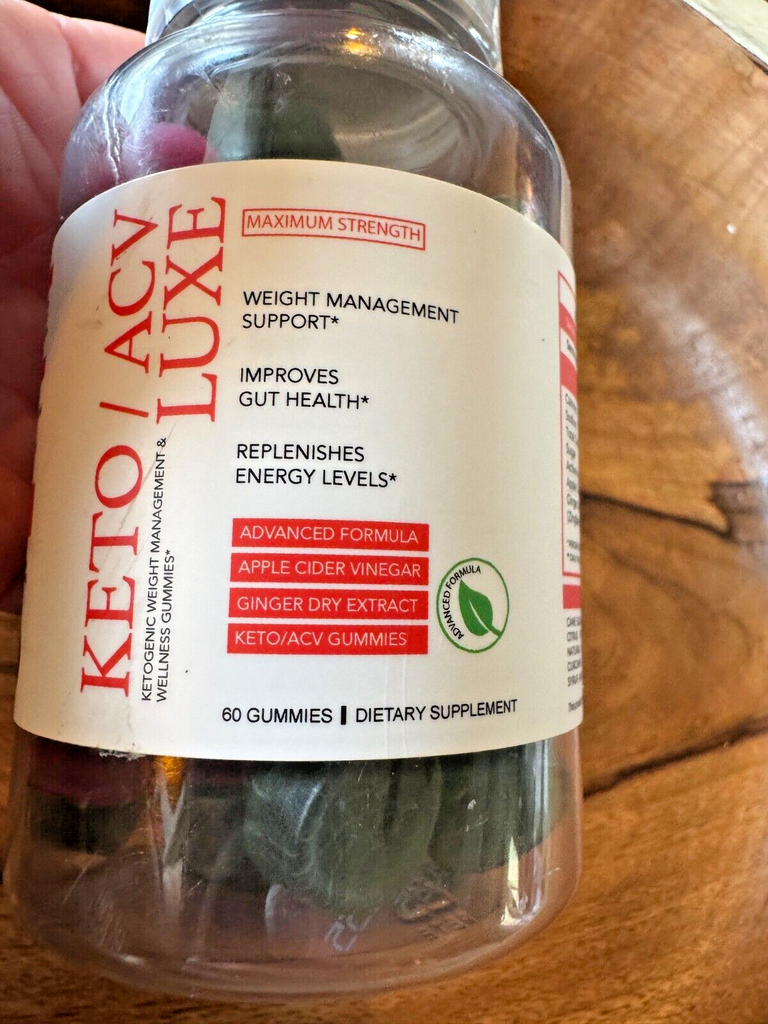 KETO / ACV
LUXE
KETOGENIC WEIGHT MANAGEMENT &
WELLNESS GUMMIES*
MAXIMUM STRENGTH
WEIGHT MANAGEMENT
SUPPORT*
IMPROVES
GUT HEALTH*
REPLENISHES
ENERGY LEVELS*
ADVANCED FORMULA
APPLE CIDER VINEGAR
GINGER DRY EXTRACT
KETO/ACV GUMMIES
ADVANCED FORMULA
60 GUMMIES | DIETARY SUPPLEMENT